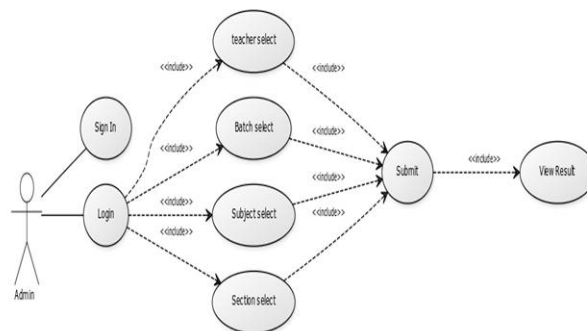 teacher select
<<include>>
<<include>>
Sign In
Batch select
<<include>>
<<include>>
<<include>>
Submit
View Result
<<include>>
<<include>>
Login
Subject select
<<include>>
<<include>>
Admin
Section select